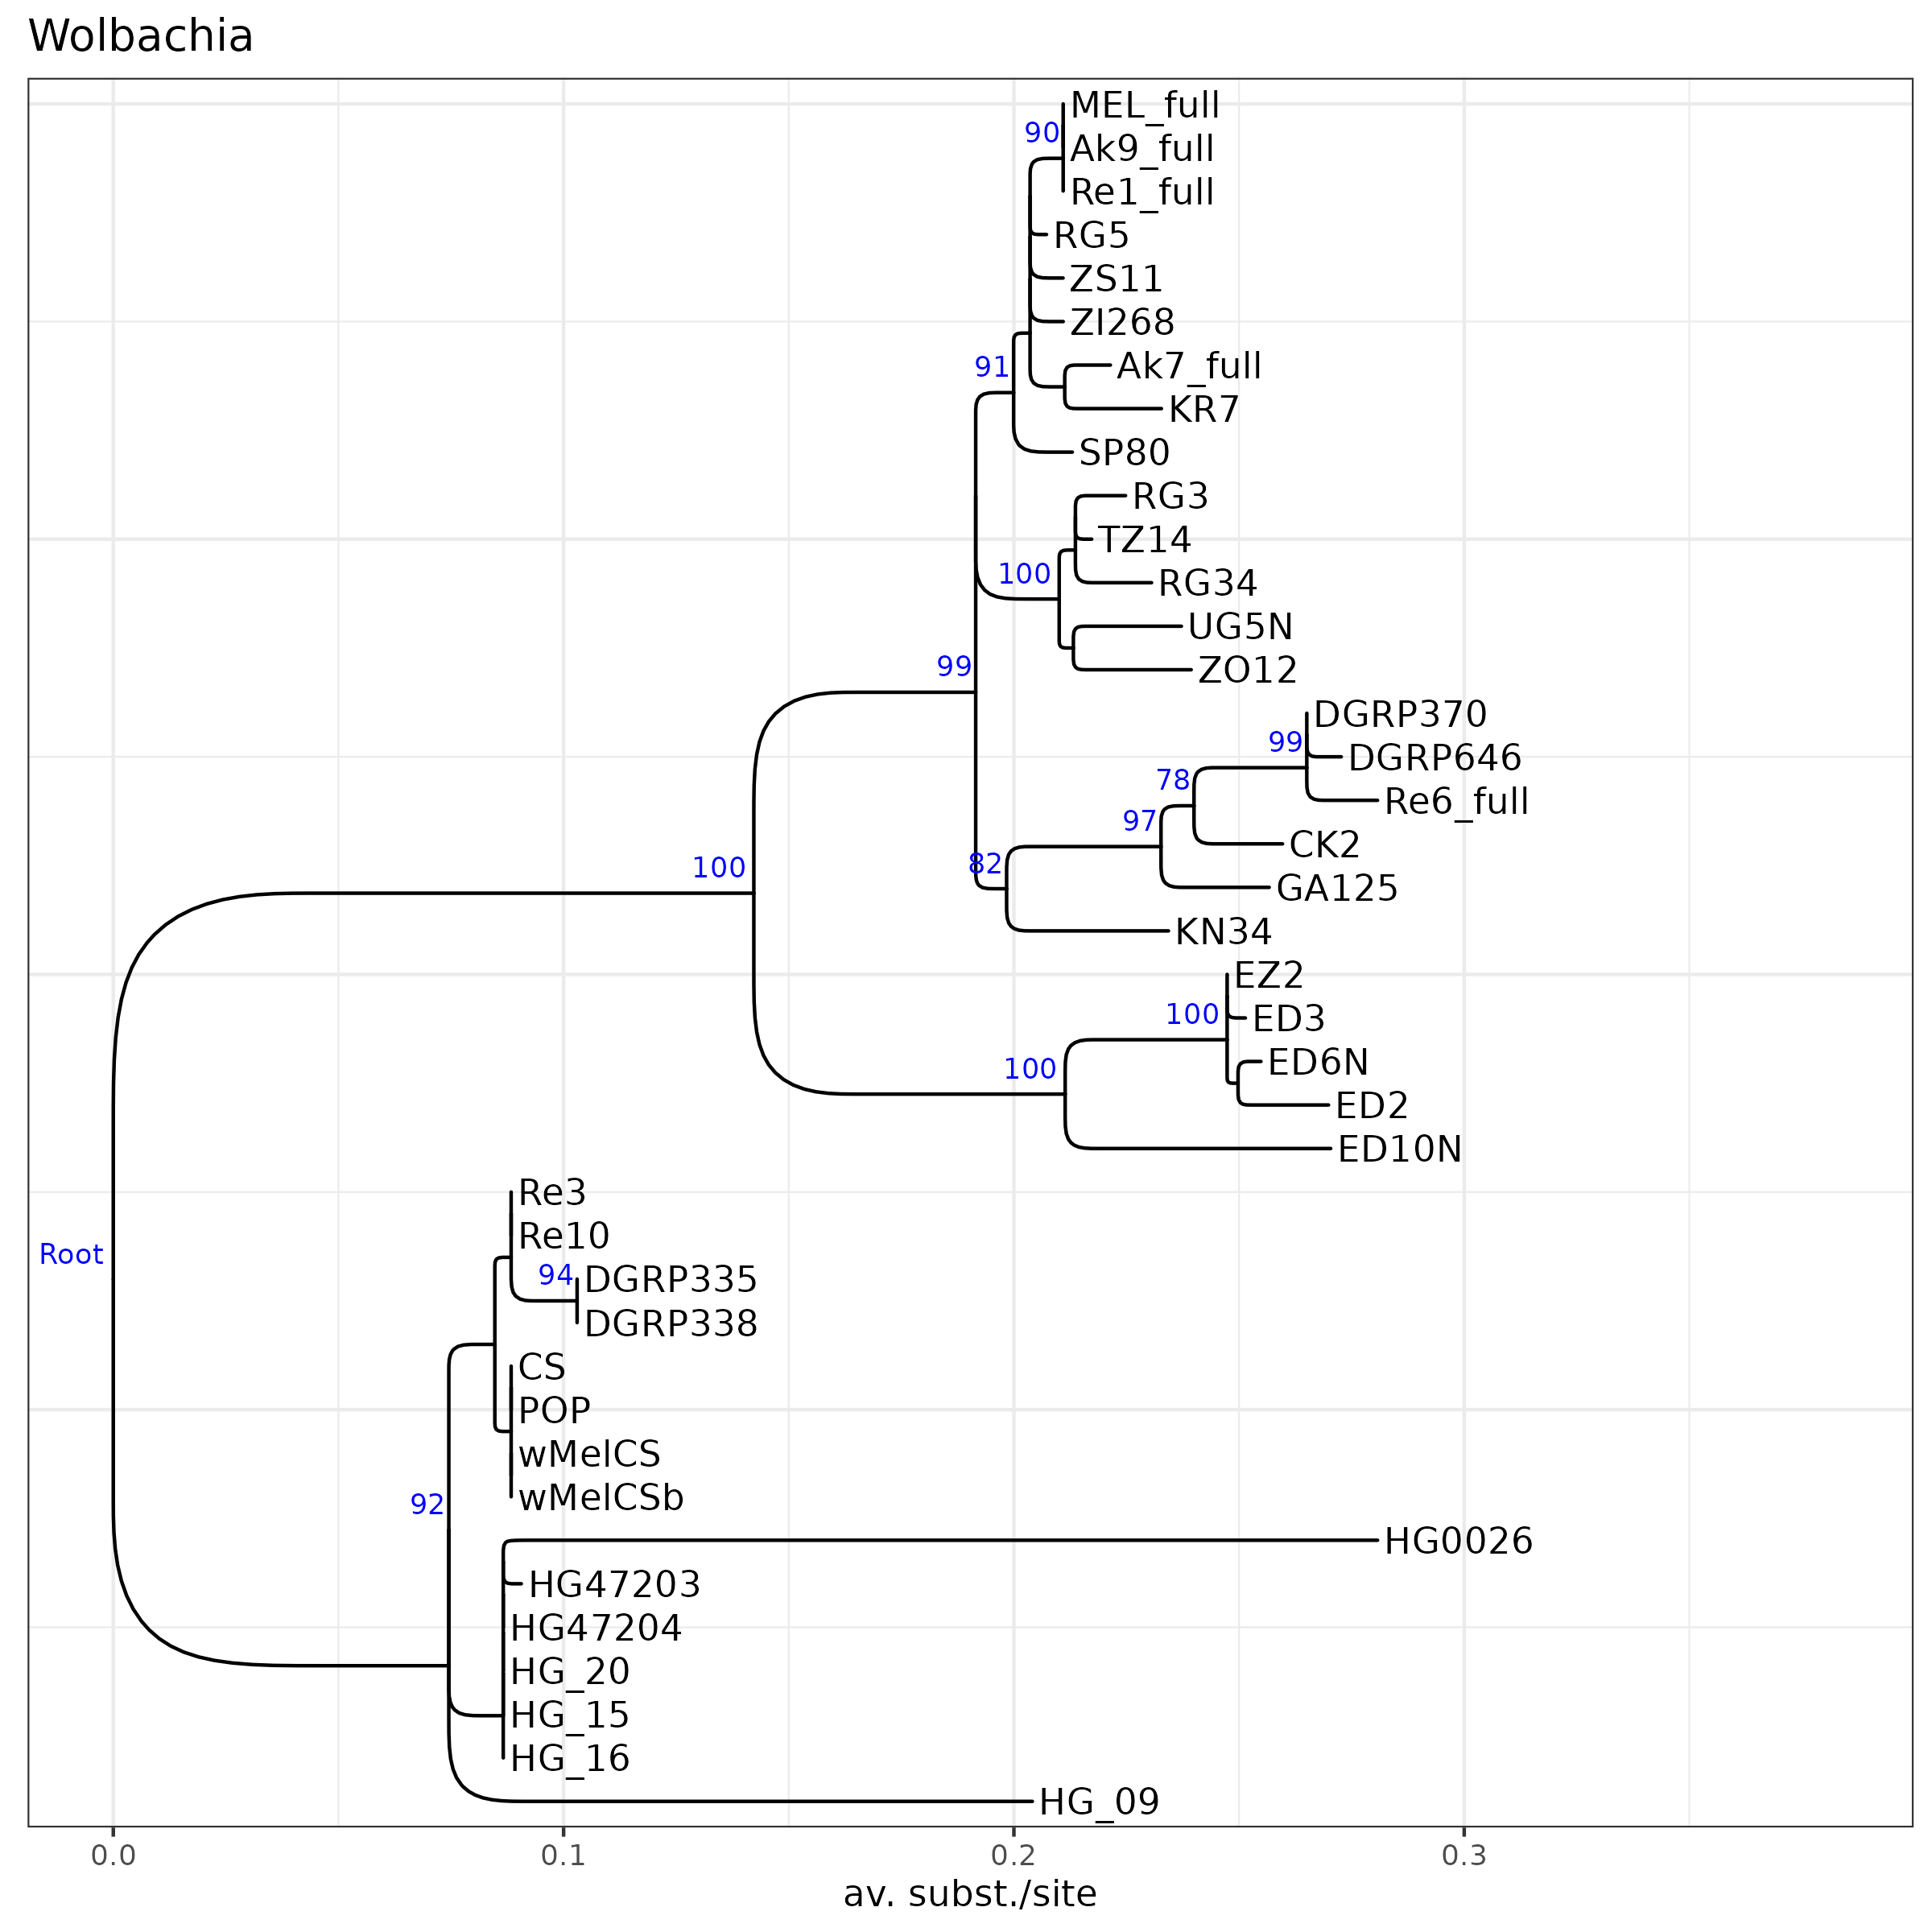 Wolbachia
MEL_full
90
Ak9_full
Re1_full
RG5
ZS11
ZI268
91
Ak7_full
KR7
SP80
RG3
TZ14
100
RG34
UG5N
99
ZO12
DGRP370
99
DGRP646
78
Re6_full
97
CK2
82
100
GA125
KN34
EZ2
100
ED3
ED6N
100
ED2
ED10N
Re3
Re10
Root
94
DGRP335
DGRP338
CS
POP
wMelCS
wMelCSb
92
HG0026
HG47203
HG47204
HG_20
HG_15
HG_16
HG_09
0.0 0.1 0.2 0.3
av. subst./site